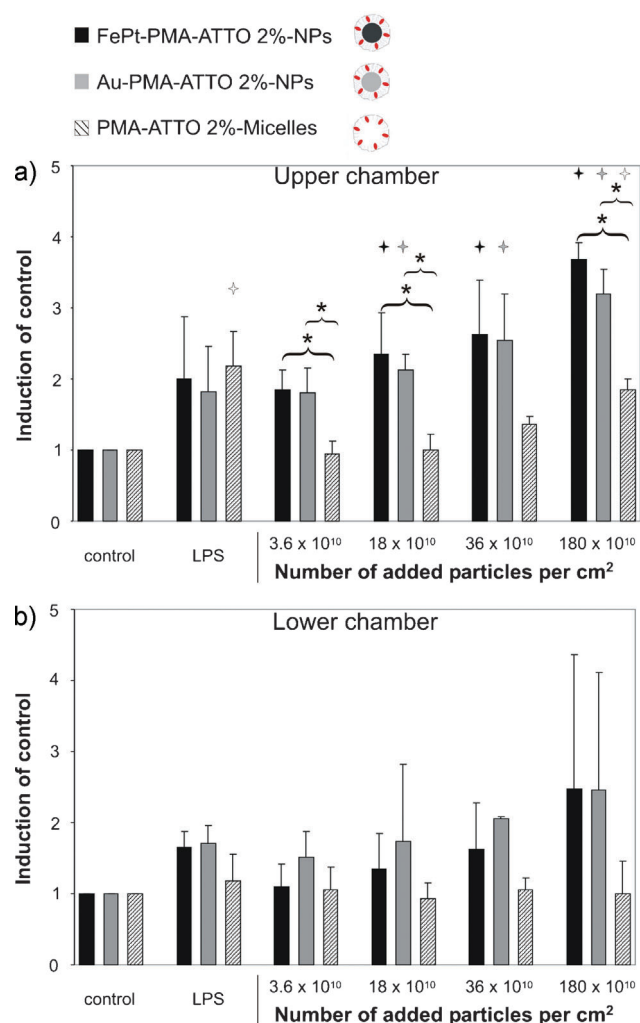 FePt-PMA-ATTO 2%-NPs
Au-PMA-ATTO 2%-NPs
PMA-ATTO 2%-Micelles
a)
Upper chamber
Induction of control
5
4
3
2
1
0
* * * * * *
control
LPS
3.6 x 10¹⁰
18 x 10¹⁰
36 x 10¹⁰
180 x 10¹⁰
Number of added particles per cm²
b)
Lower chamber
Induction of control
5
4
3
2
1
0
control
LPS
3.6 x 10¹⁰
18 x 10¹⁰
36 x 10¹⁰
180 x 10¹⁰
Number of added particles per cm²